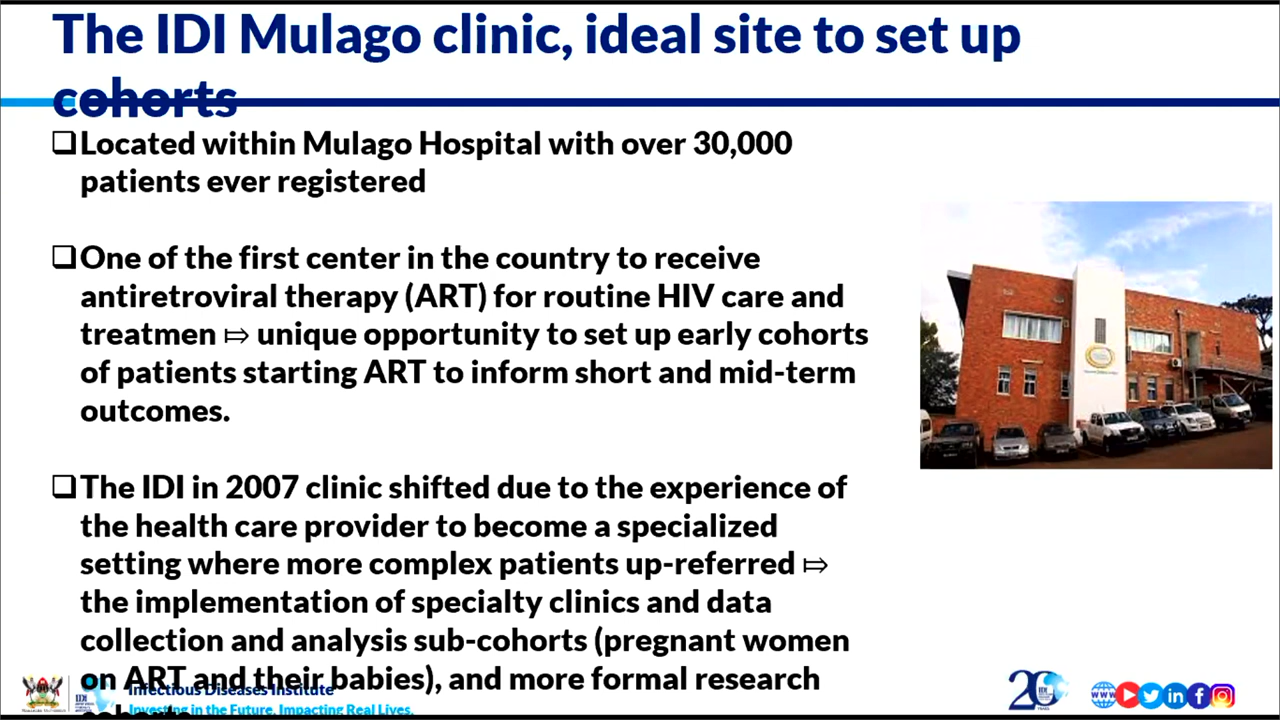 The IDI Mulago clinic, ideal site to set up
cohorts
Located within Mulago Hospital with over 30,000
patients ever registered
One of the first center in the country to receive
antiretroviral therapy (ART) for routine HIV care and
treatmen ⤇ unique opportunity to set up early cohorts
of patients starting ART to inform short and mid-term
outcomes.
The IDI in 2007 clinic shifted due to the experience of
the health care provider to become a specialized
setting where more complex patients up-referred ⤇
the implementation of specialty clinics and data
collection and analysis sub-cohorts (pregnant women
on ART and their babies), and more formal research
cohorts
Infectious Diseases Institute
Investing in the Future. Impacting Real Lives.
20